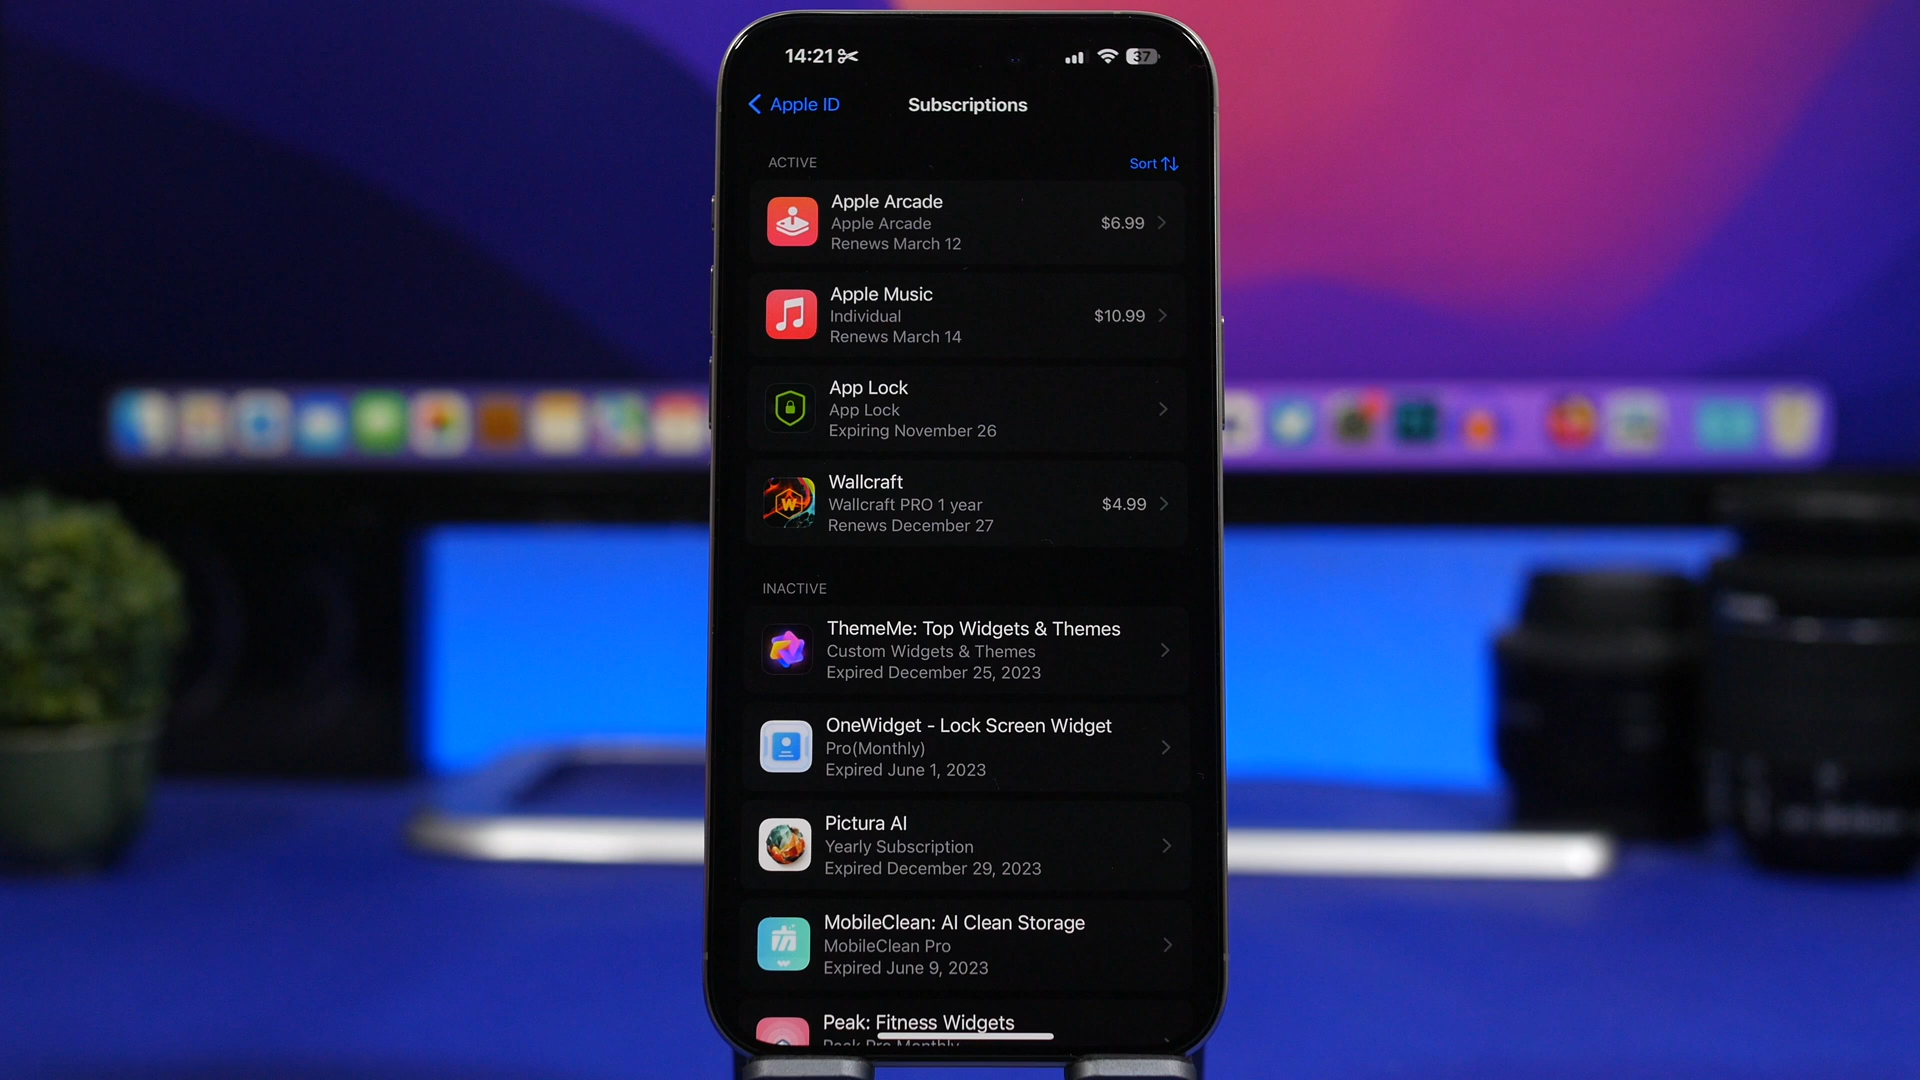 14:21
37
Apple ID
Subscriptions
ACTIVE
Sort
Apple Arcade
Apple Arcade
$6.99
Renews March 12
Apple Music
Individual
$10.99
Renews March 14
App Lock
App Lock
Expiring November 26
Wallcraft
Wallcraft PRO 1 year
$4.99
Renews December 27
INACTIVE
ThemeMe: Top Widgets & Themes
Custom Widgets & Themes
Expired December 25, 2023
OneWidget - Lock Screen Widget
Pro(Monthly)
Expired June 1, 2023
Pictura AI
Yearly Subscription
Expired December 29, 2023
MobileClean: AI Clean Storage
MobileClean Pro
Expired June 9, 2023
Peak: Fitness Widgets
Peak Pro Monthly